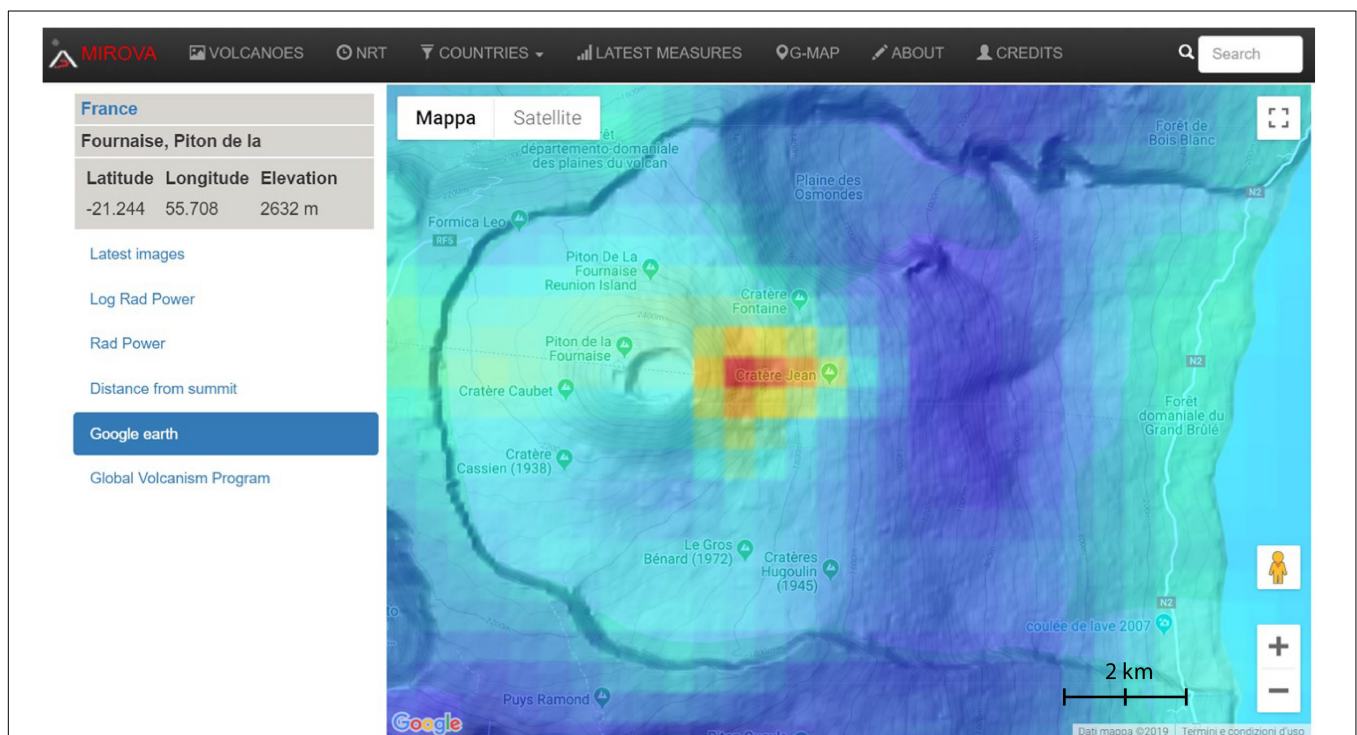 MIROVA VOLCANOES NRT COUNTRIES LATEST MEASURES G-MAP ABOUT CREDITS Search
France
Fournaise, Piton de la
Latitude Longitude Elevation
-21.244 55.708 2632 m
Latest images
Log Rad Power
Rad Power
Distance from summit
Google earth
Global Volcanism Program
Mappa Satellite
département-domaniale
des plaines du volcan
Forêt de
Bois Blanc
Plaine des
Osmondes
N2
Formica Leo
RF5
Piton De La
Fournaise
Reunion Island
Cratère
Fontaine
Piton de la
Fournaise
N2
Cratère Jean
Cratère Caubet
Forêt
domaniale du
Grand Brûlé
Cratère
Cassien (1938)
Le Gros
Bénard (1972)
Cratères
Hugoulin
(1945)
N2
coulée de lave 2007
2 km
Puys Ramond
Google
Dati mappa ©2019 Termini e condizioni d'uso